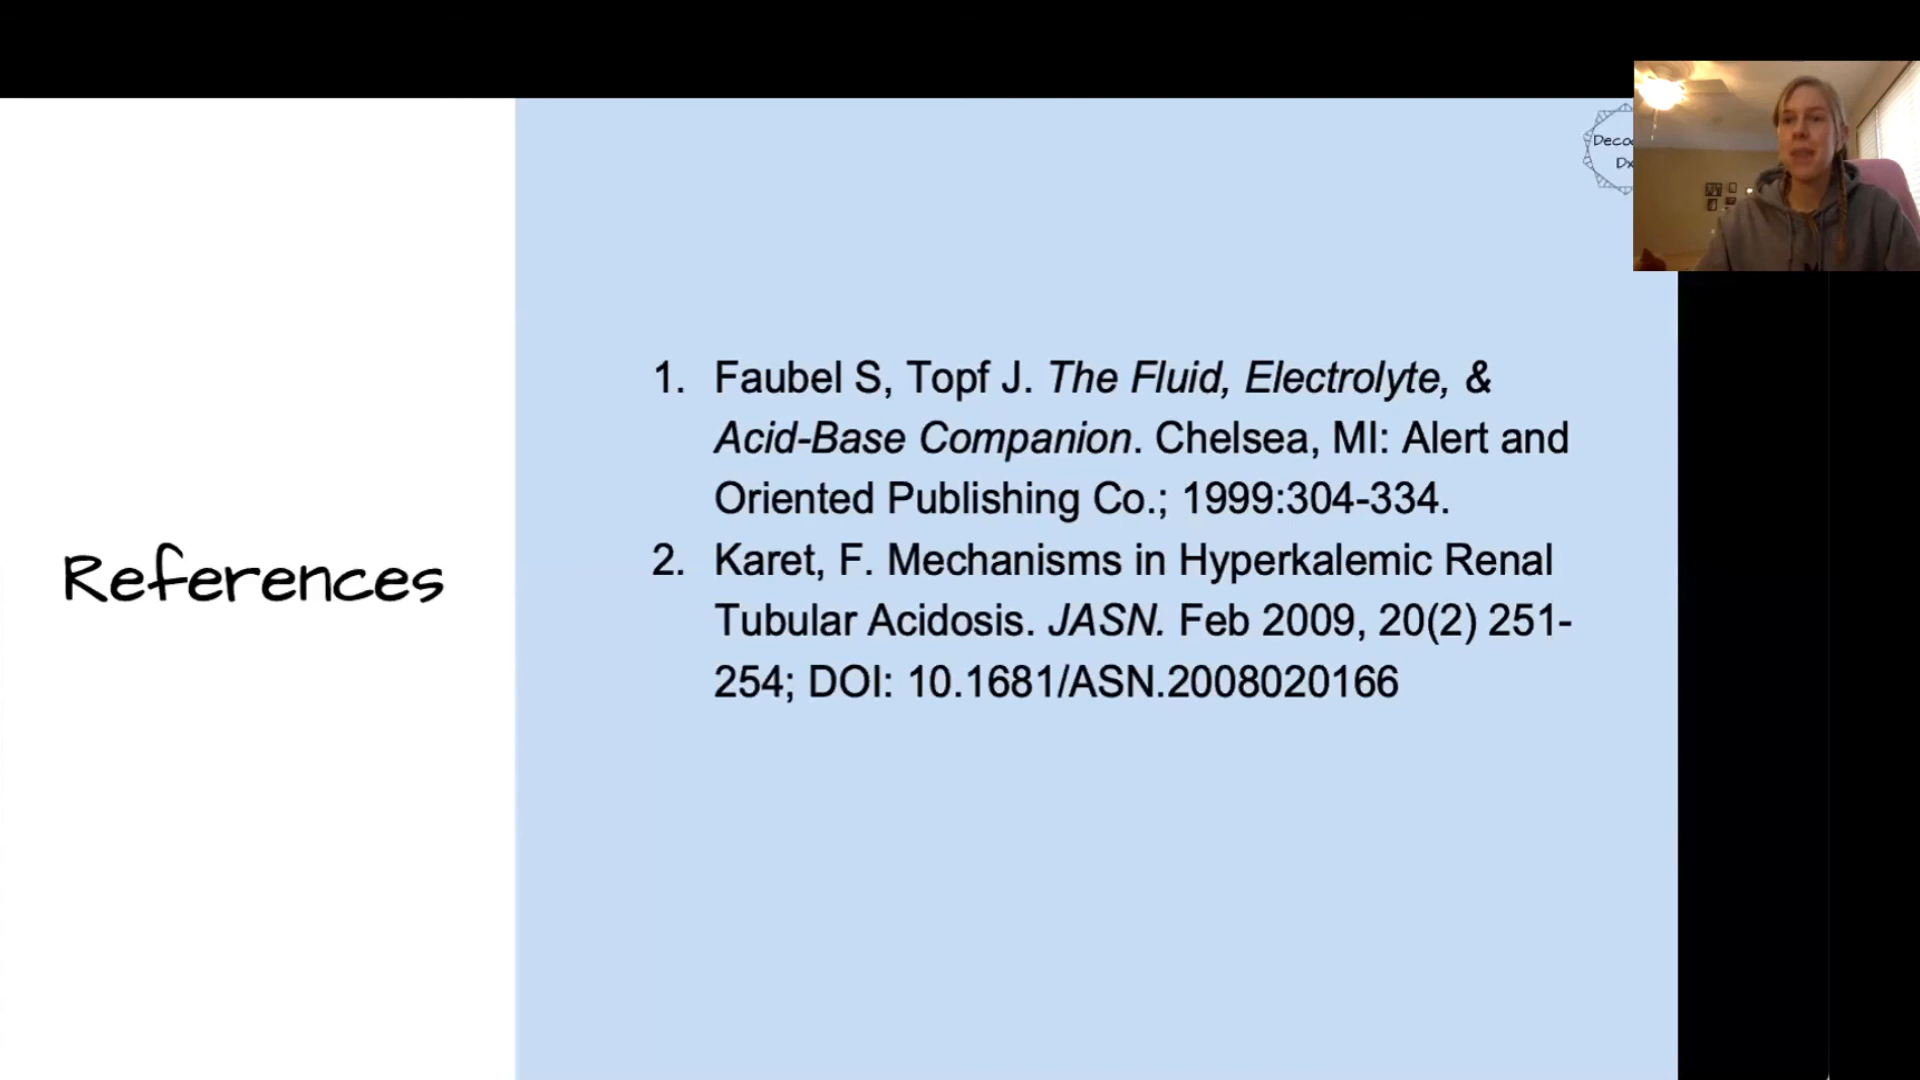 Dx
1. Faubel S, Topf J. The Fluid, Electrolyte, &
Acid-Base Companion. Chelsea, MI: Alert and
Oriented Publishing Co.; 1999:304-334.
References
2. Karet, F. Mechanisms in Hyperkalemic Renal
Tubular Acidosis. JASN. Feb 2009, 20(2) 251-
254; DOI: 10.1681/ASN.2008020166